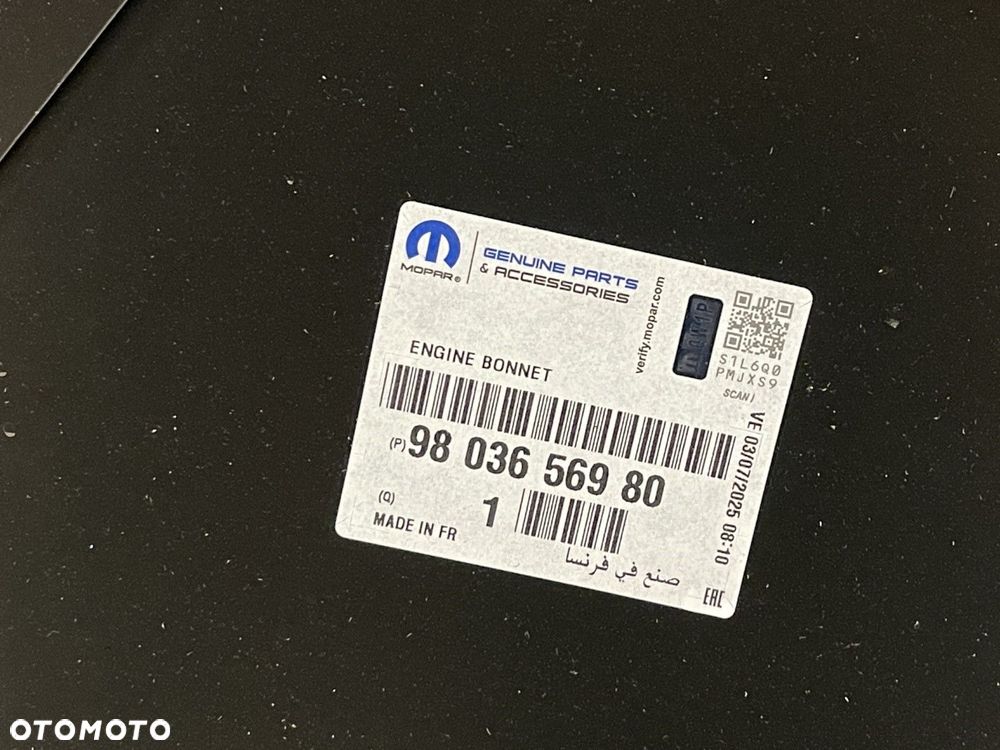 MOPAR®
GENUINE PARTS
& ACCESSORIES
verify.mopar.com
S1L6Q0
PMJXS9
SCAN
ENGINE BONNET
(P) 98 036 569 80
(Q) 1
MADE IN FR
صنع في فرنسا
VE 03/07/2025 08:10
EAC
OTOMOTO